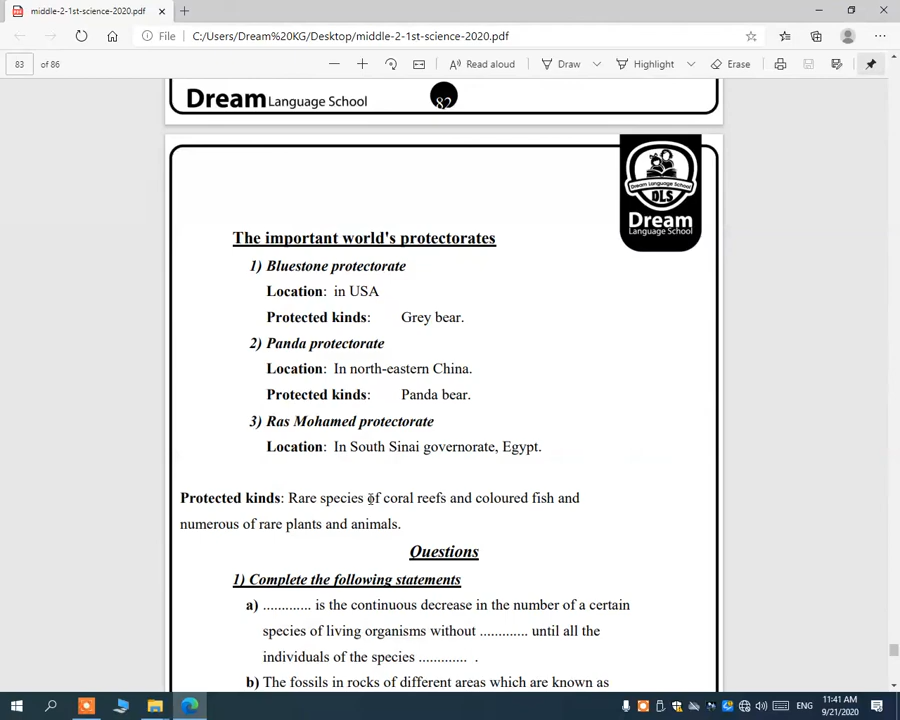 middle-2-1st-science-2020.pdf
File C:/Users/Dream%20KG/Desktop/middle-2-1st-science-2020.pdf
83 of 86 Read aloud Draw Highlight Erase
Dream Language School 82
Dream Language School
DLS
Dream
Language School
The important world's protectorates
1) Bluestone protectorate
Location: in USA
Protected kinds: Grey bear.
2) Panda protectorate
Location: In north-eastern China.
Protected kinds: Panda bear.
3) Ras Mohamed protectorate
Location: In South Sinai governorate, Egypt.
Protected kinds: Rare species of coral reefs and coloured fish and
numerous of rare plants and animals.
Questions
1) Complete the following statements
a) ............. is the continuous decrease in the number of a certain
species of living organisms without ............. until all the
individuals of the species ............. .
b) The fossils in rocks of different areas which are known as
ENG
11:41 AM
9/21/2020